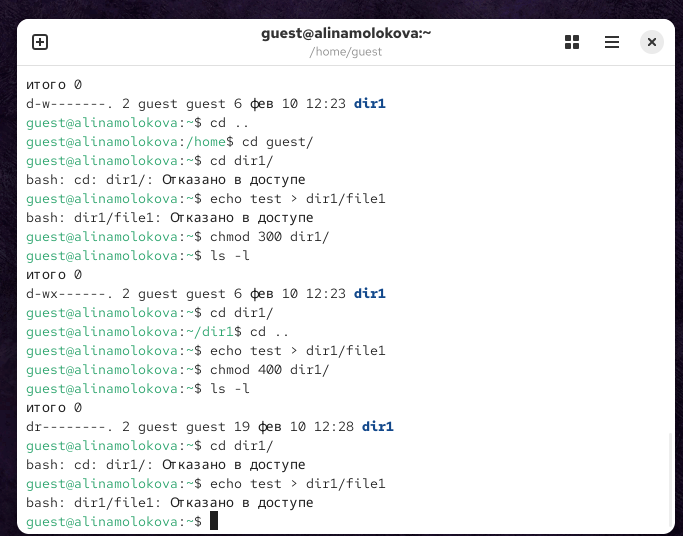 guest@alinamolokova:~
/home/guest
итого 0
d-w-------. 2 guest guest 6 фев 10 12:23 dir1
guest@alinamolokova:~$ cd ..
guest@alinamolokova:/home$ cd guest/
guest@alinamolokova:~$ cd dir1/
bash: cd: dir1/: Отказано в доступе
guest@alinamolokova:~$ echo test > dir1/file1
bash: dir1/file1: Отказано в доступе
guest@alinamolokova:~$ chmod 300 dir1/
guest@alinamolokova:~$ ls -l
итого 0
d-wx------. 2 guest guest 6 фев 10 12:23 dir1
guest@alinamolokova:~$ cd dir1/
guest@alinamolokova:~/dir1$ cd ..
guest@alinamolokova:~$ echo test > dir1/file1
guest@alinamolokova:~$ chmod 400 dir1/
guest@alinamolokova:~$ ls -l
итого 0
dr--------. 2 guest guest 19 фев 10 12:28 dir1
guest@alinamolokova:~$ cd dir1/
bash: cd: dir1/: Отказано в доступе
guest@alinamolokova:~$ echo test > dir1/file1
bash: dir1/file1: Отказано в доступе
guest@alinamolokova:~$